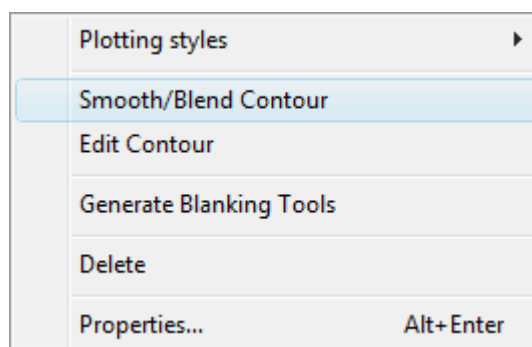 Plotting styles
Smooth/Blend Contour
Edit Contour
Generate Blanking Tools
Delete
Properties... Alt+Enter